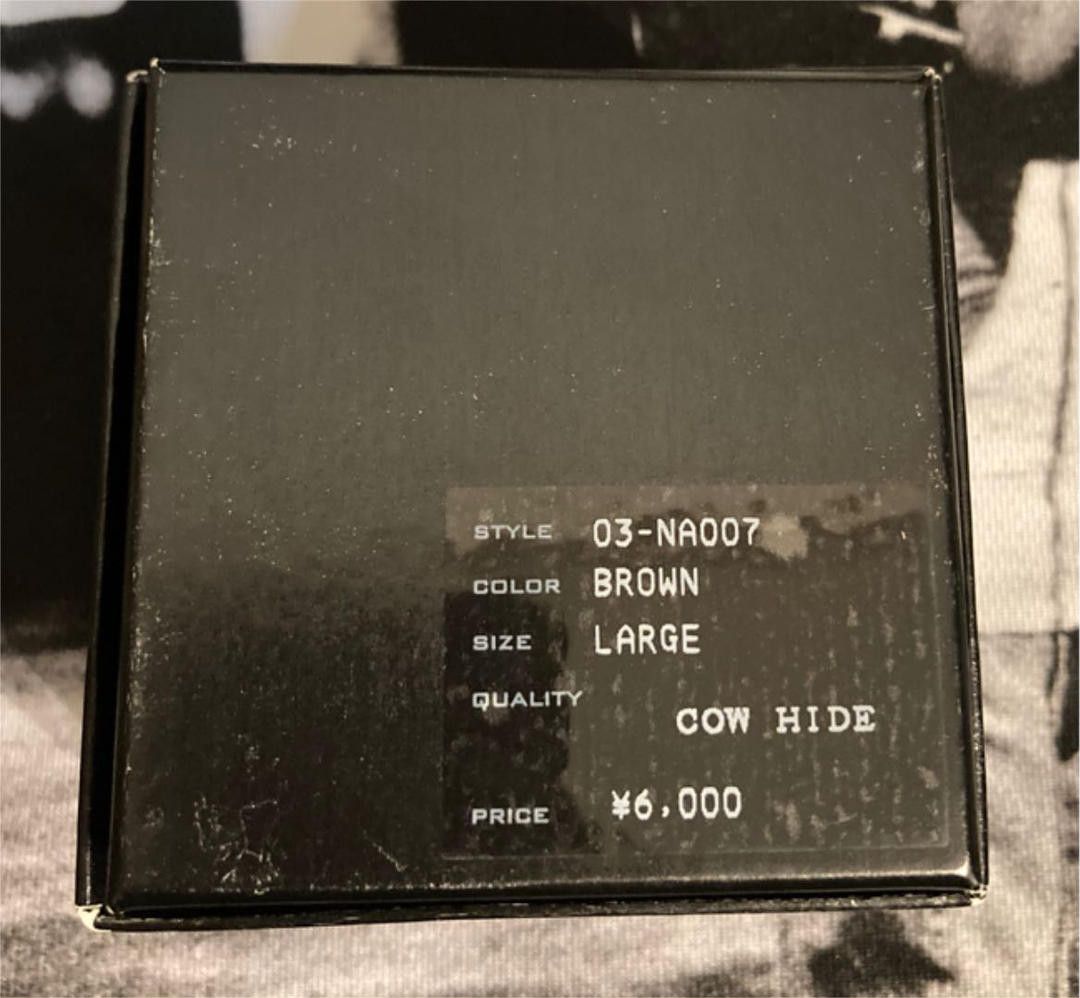 STYLE 03-NA007
COLOR BROWN
SIZE LARGE
QUALITY
COW HIDE
PRICE ¥6,000